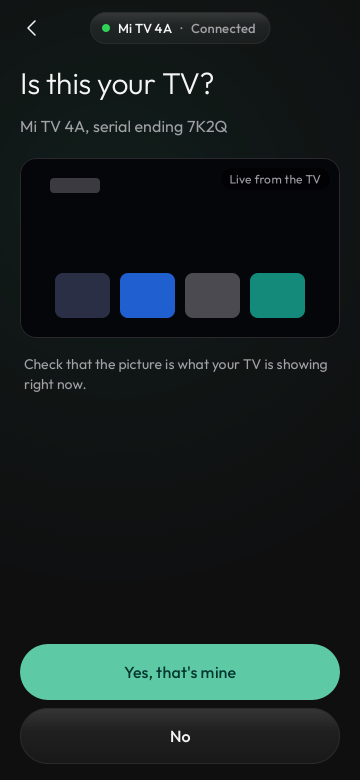 Mi TV 4A · Connected
Is this your TV?
Mi TV 4A, serial ending 7K2Q
Live from the TV
Check that the picture is what your TV is showing
right now.
Yes, that's mine
No